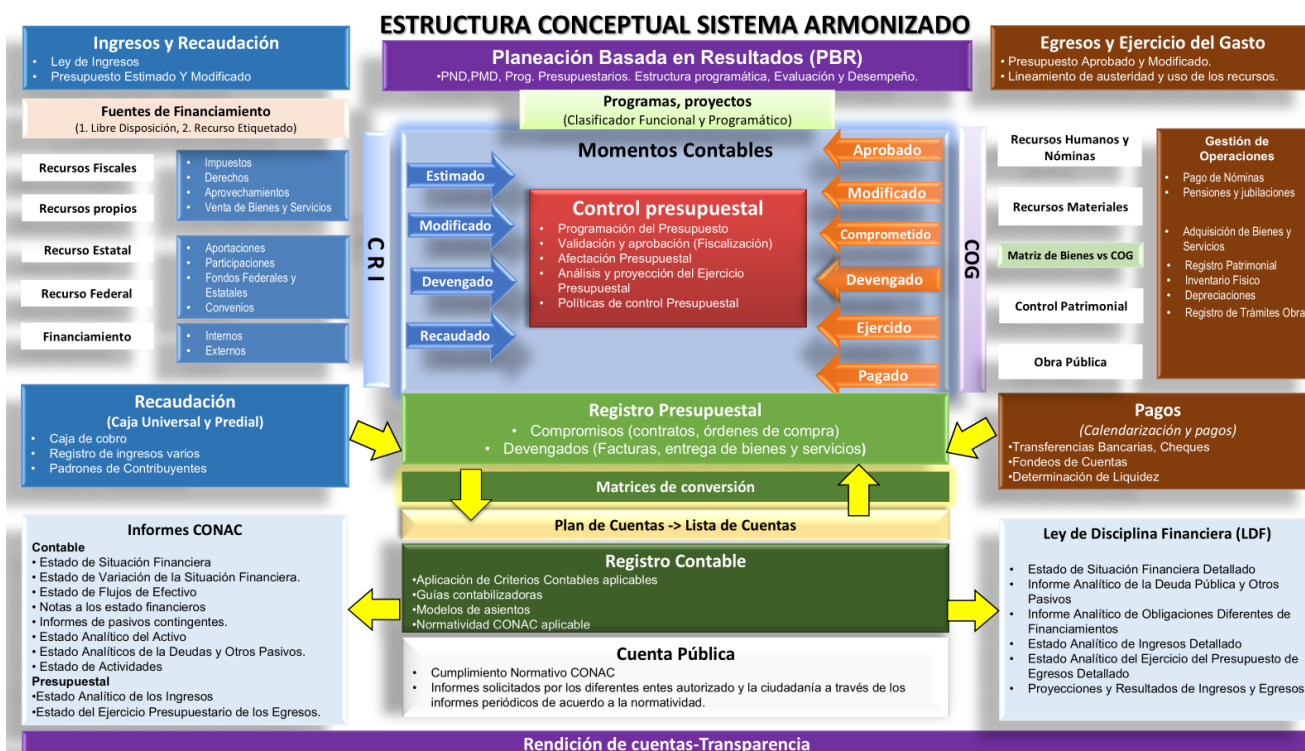 ESTRUCTURA CONCEPTUAL SISTEMA ARMONIZADO
Ingresos y Recaudación
• Ley de Ingresos
• Presupuesto Estimado Y Modificado
Planeación Basada en Resultados (PBR)
•PND,PMD, Prog. Presupuestarios. Estructura programática, Evaluación y Desempeño.
Egresos y Ejercicio del Gasto
• Presupuesto Aprobado y Modificado.
• Lineamiento de austeridad y uso de los recursos.
Fuentes de Financiamiento
(1. Libre Disposición, 2. Recurso Etiquetado)
Programas, proyectos
(Clasificador Funcional y Programático)
Recursos Fiscales
Recursos propios
Recurso Estatal
Recurso Federal
Financiamiento
• Impuestos
• Derechos
• Aprovechamientos
• Venta de Bienes y Servicios
• Aportaciones
• Participaciones
• Fondos Federales y
Estatales
• Convenios
• Internos
• Externos
C R I
Momentos Contables
Estimado
Modificado
Devengado
Recaudado
Control presupuestal
• Programación del Presupuesto
• Validación y aprobación (Fiscalización)
• Afectación Presupuestal
• Análisis y proyección del Ejercicio
Presupuestal
• Políticas de control Presupuestal
Aprobado
Modificado
Comprometido
Devengado
Ejercido
Pagado
COG
Recursos Humanos y
Nóminas
Recursos Materiales
Matriz de Bienes vs COG
Control Patrimonial
Obra Pública
Gestión de
Operaciones
• Pago de Nóminas
• Pensiones y jubilaciones
• Adquisición de Bienes y
Servicios
• Registro Patrimonial
• Inventario Físico
• Depreciaciones
• Registro de Trámites Obra
Recaudación
(Caja Universal y Predial)
• Caja de cobro
• Registro de ingresos varios
• Padrones de Contribuyentes
Registro Presupuestal
• Compromisos (contratos, órdenes de compra)
• Devengados (Facturas, entrega de bienes y servicios)
Pagos
(Calendarización y pagos)
•Transferencias Bancarias, Cheques
•Fondeos de Cuentas
•Determinación de Liquidez
Matrices de conversión
Plan de Cuentas -> Lista de Cuentas
Informes CONAC
Contable
• Estado de Situación Financiera
• Estado de Variación de la Situación Financiera.
• Estado de Flujos de Efectivo
• Notas a los estado financieros
• Informes de pasivos contingentes.
• Estado Analítico del Activo
• Estado Analíticos de la Deudas y Otros Pasivos.
• Estado de Actividades
Presupuestal
•Estado Analítico de los Ingresos
•Estado del Ejercicio Presupuestario de los Egresos.
Registro Contable
•Aplicación de Criterios Contables aplicables
•Guías contabilizadoras
•Modelos de asientos
•Normatividad CONAC aplicable
Cuenta Pública
• Cumplimiento Normativo CONAC
• Informes solicitados por los diferentes entes autorizado y la ciudadanía a través de los
informes periódicos de acuerdo a la normatividad.
Ley de Disciplina Financiera (LDF)
• Estado de Situación Financiera Detallado
• Informe Analítico de la Deuda Pública y Otros
Pasivos
• Informe Analítico de Obligaciones Diferentes de
Financiamientos
• Estado Analítico de Ingresos Detallado
• Estado Analítico del Ejercicio del Presupuesto de
Egresos Detallado
• Proyecciones y Resultados de Ingresos y Egresos
Rendición de cuentas-Transparencia